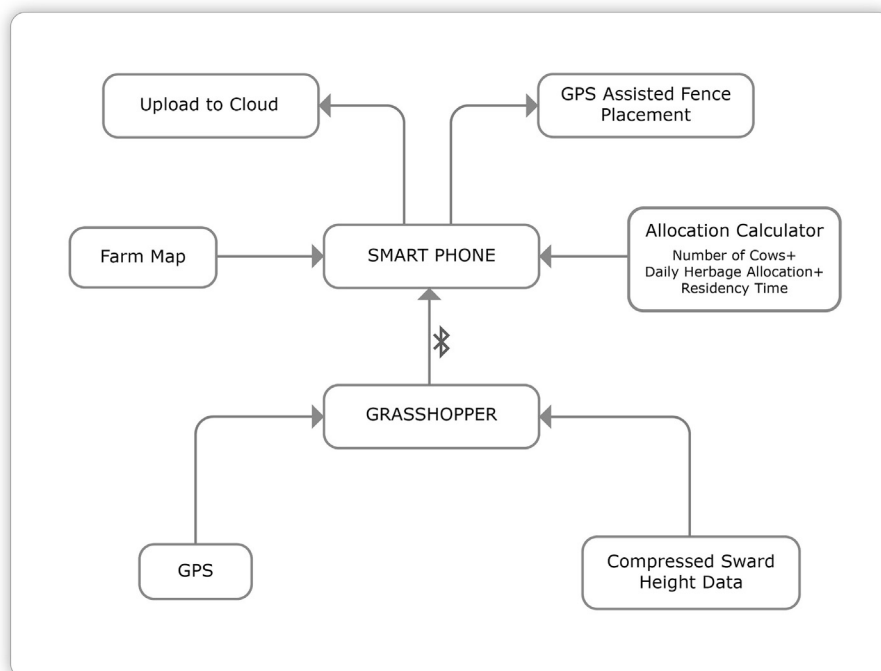 Upload to Cloud
GPS Assisted Fence
Placement
Farm Map
SMART PHONE
Allocation Calculator
Number of Cows+
Daily Herbage Allocation+
Residency Time
GRASSHOPPER
GPS
Compressed Sward
Height Data